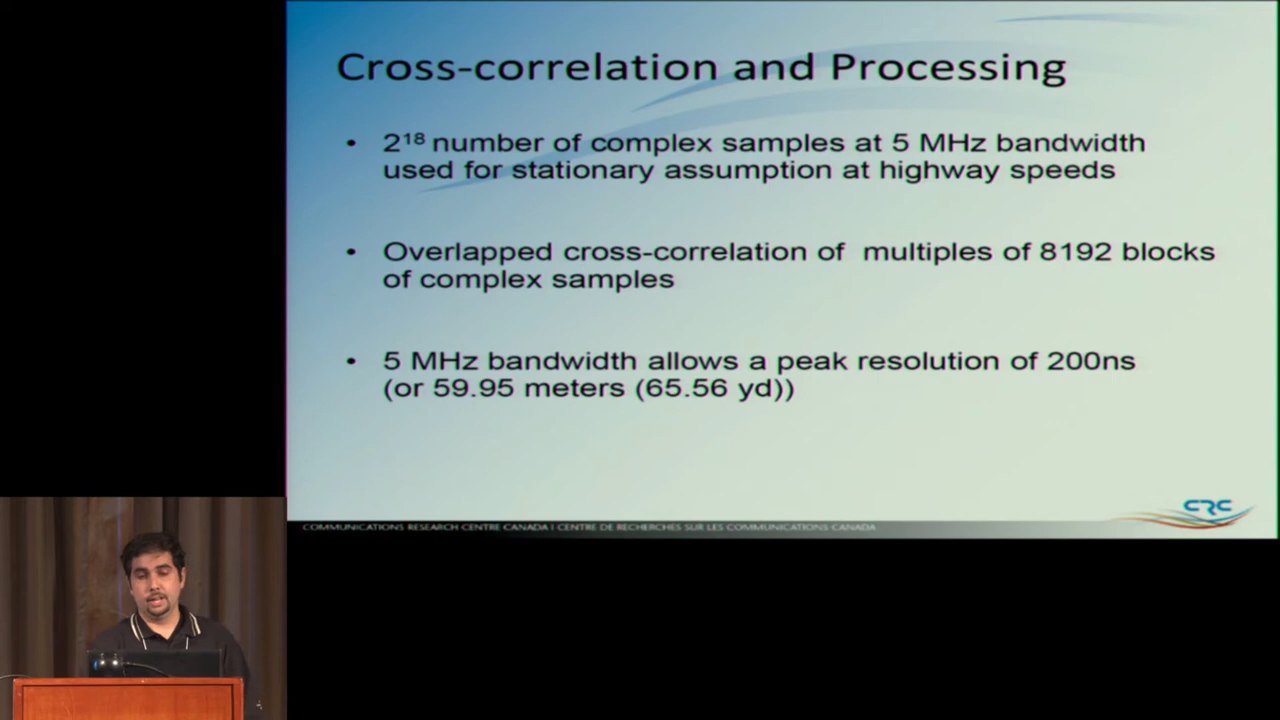 Cross-correlation and Processing
• 2¹⁸ number of complex samples at 5 MHz bandwidth
used for stationary assumption at highway speeds
• Overlapped cross-correlation of multiples of 8192 blocks
of complex samples
• 5 MHz bandwidth allows a peak resolution of 200ns
(or 59.95 meters (65.56 yd))
CRC
COMMUNICATIONS RESEARCH CENTRE CANADA | CENTRE DE RECHERCHES SUR LES COMMUNICATIONS CANADA